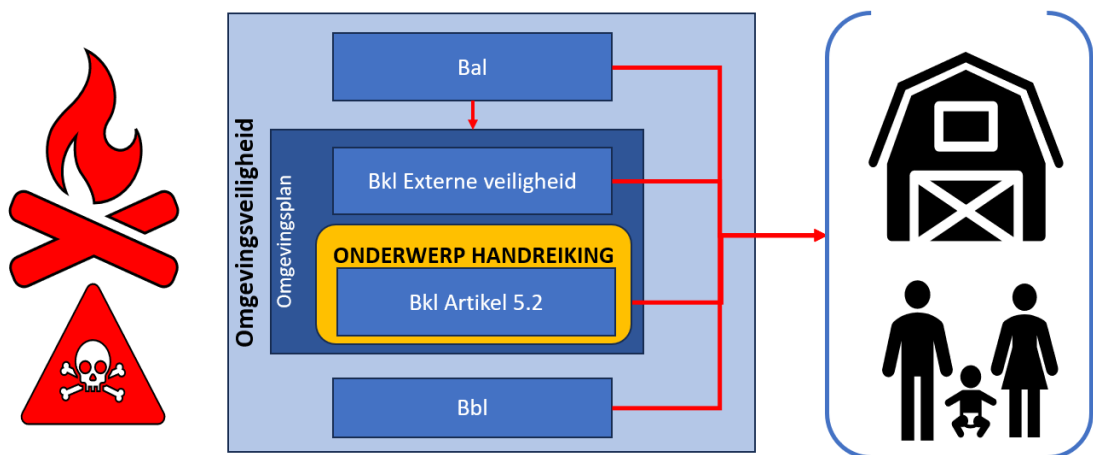 Omgevingsveiligheid
Bal
Omgevingsplan
Bkl Externe veiligheid
ONDERWERP HANDREIKING
Bkl Artikel 5.2
Bbl